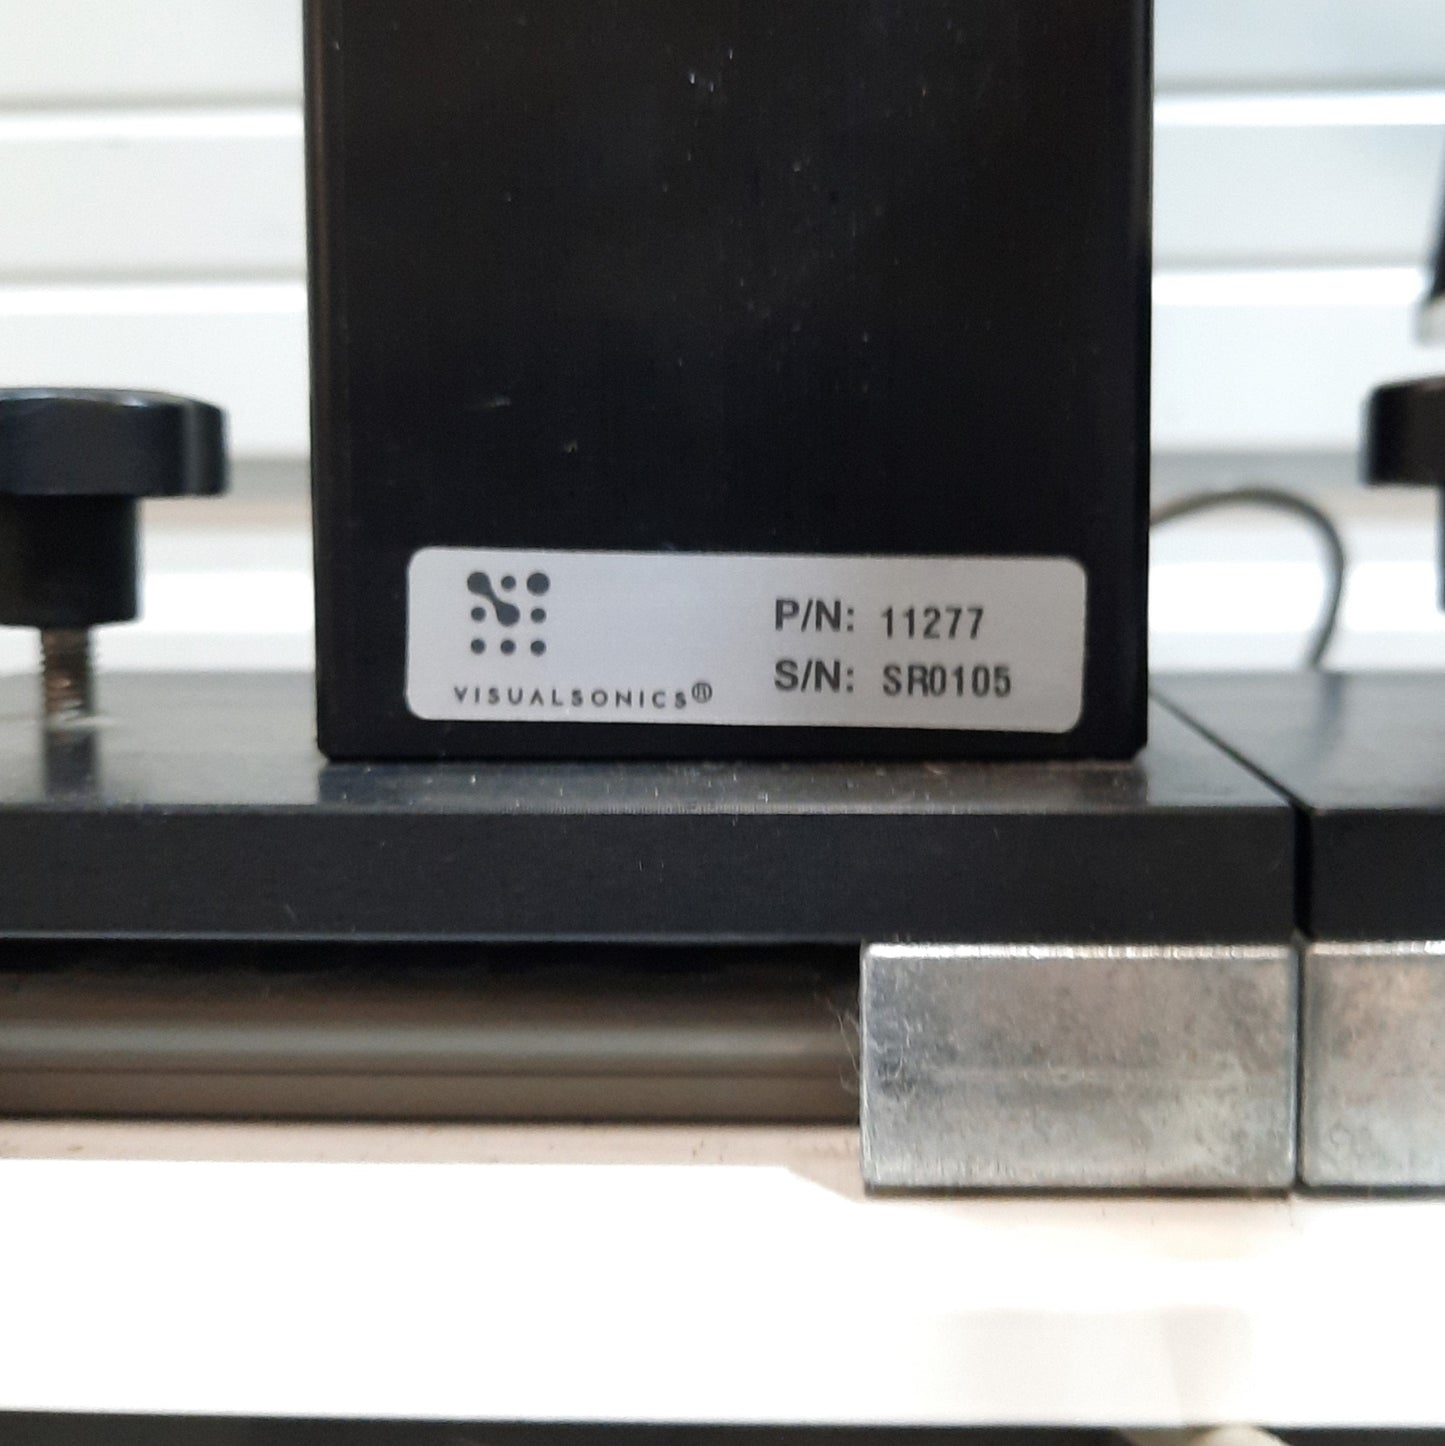 VISUALSONICS®
P/N: 11277
S/N: SR0105